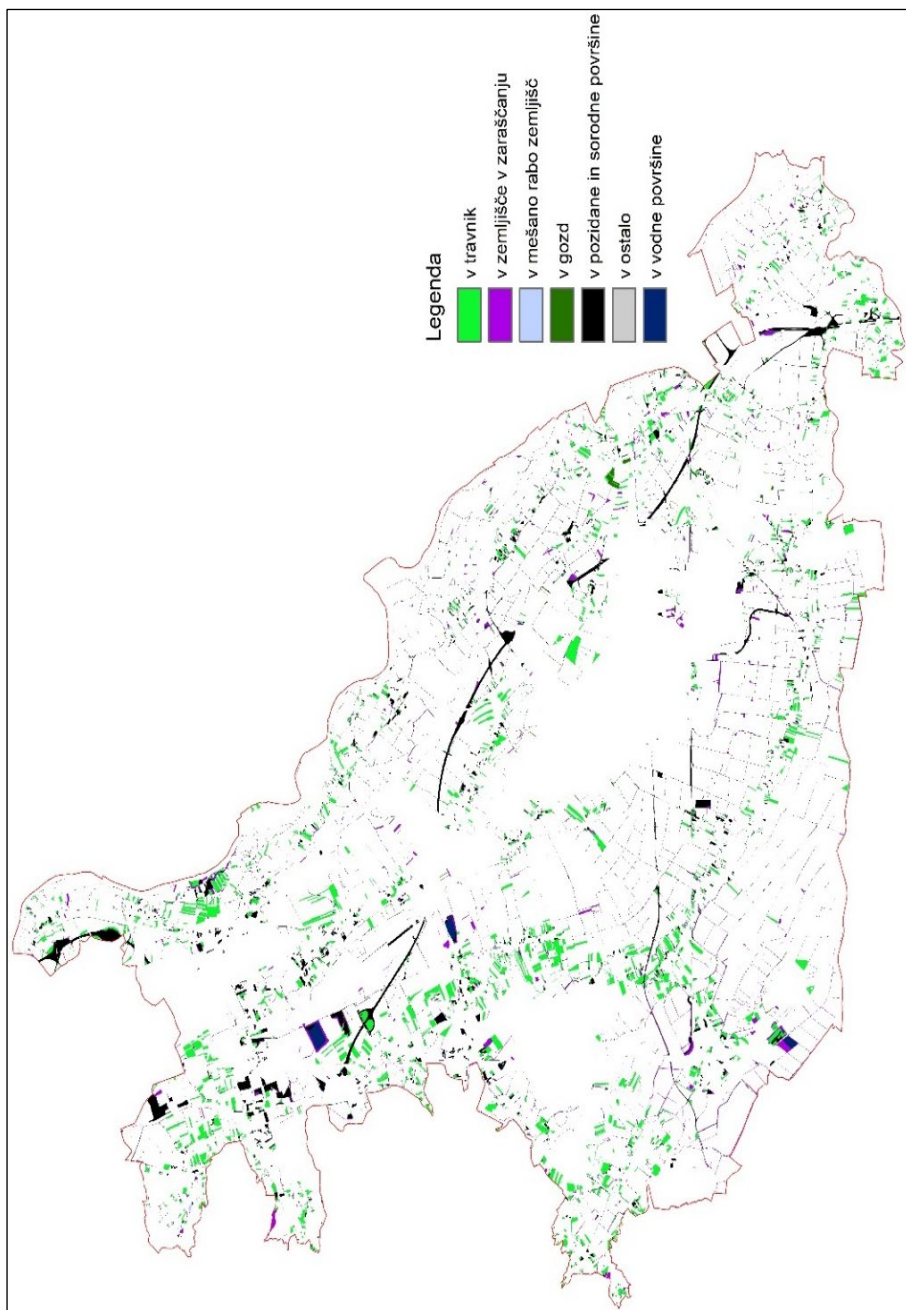 Legenda
v travnik
v zemljišče v zaraščanju
v mešano rabo zemljišč
v gozd
v pozidane in sorodne površine
v ostalo
v vodne površine